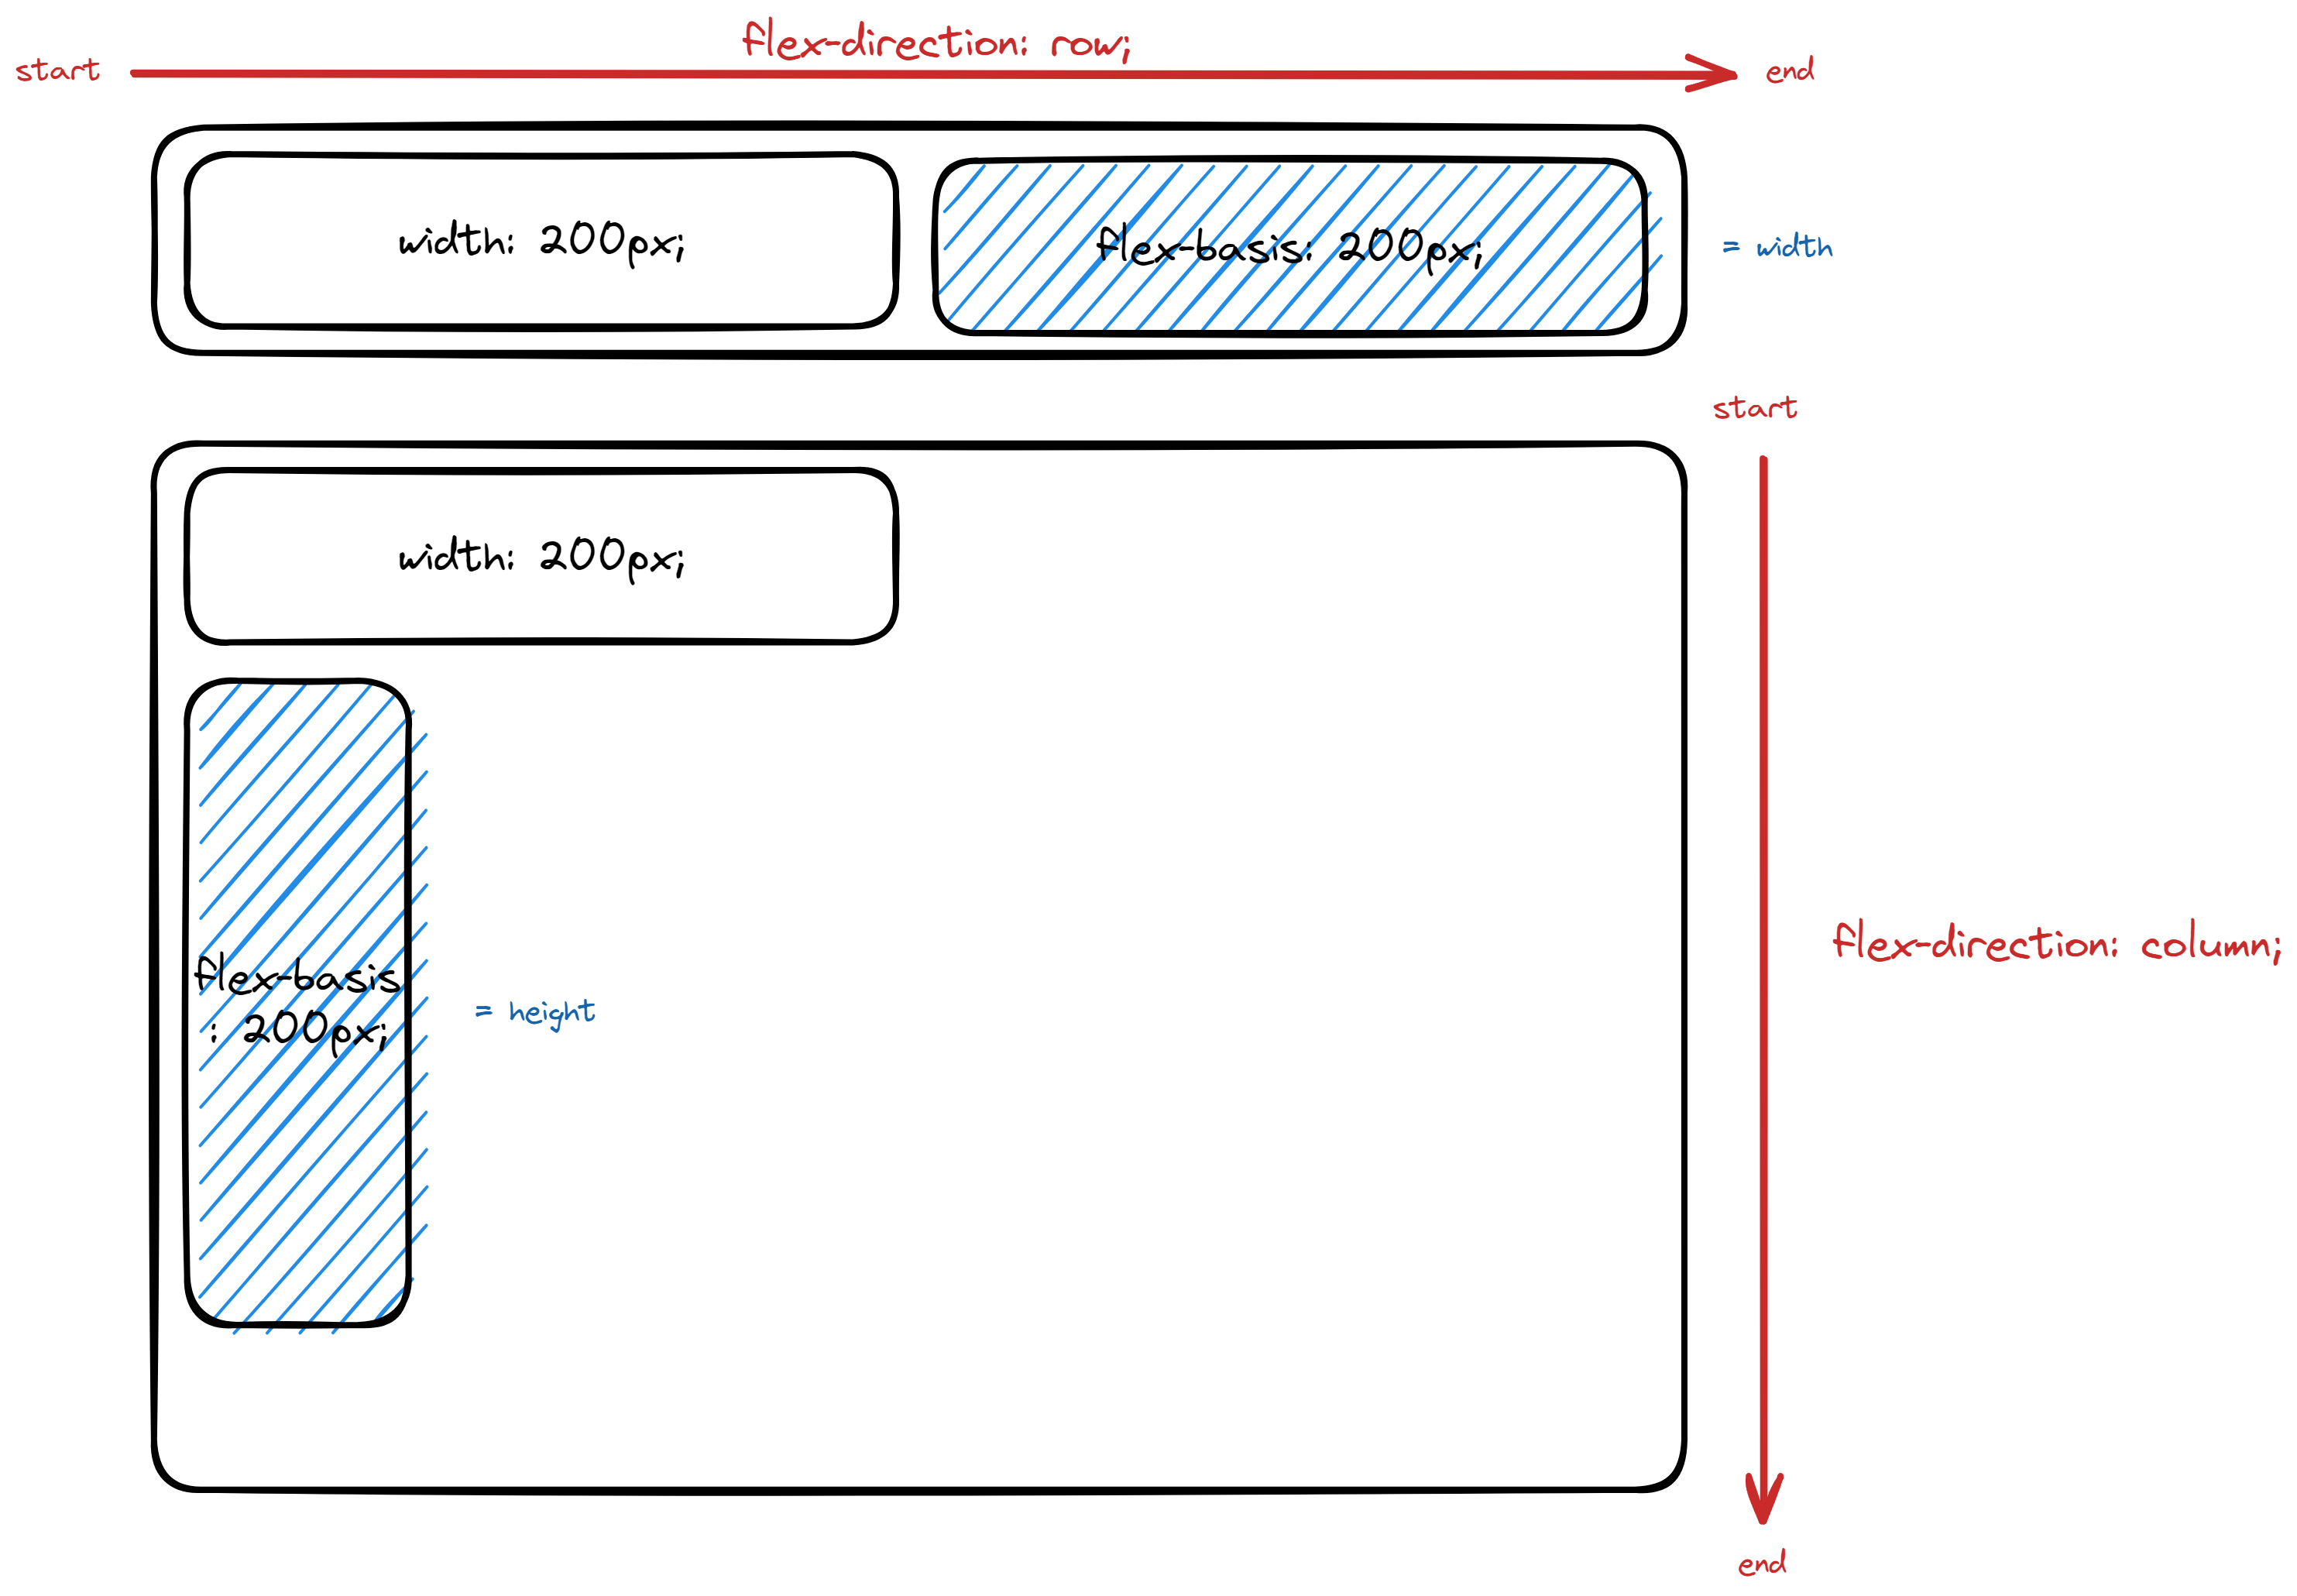 flex-direction: row;
start
end
width: 200px;
flex-basis: 200px;
= width
start
width: 200px;
flex-direction: column;
flex-basis
: 200px;
= height
end